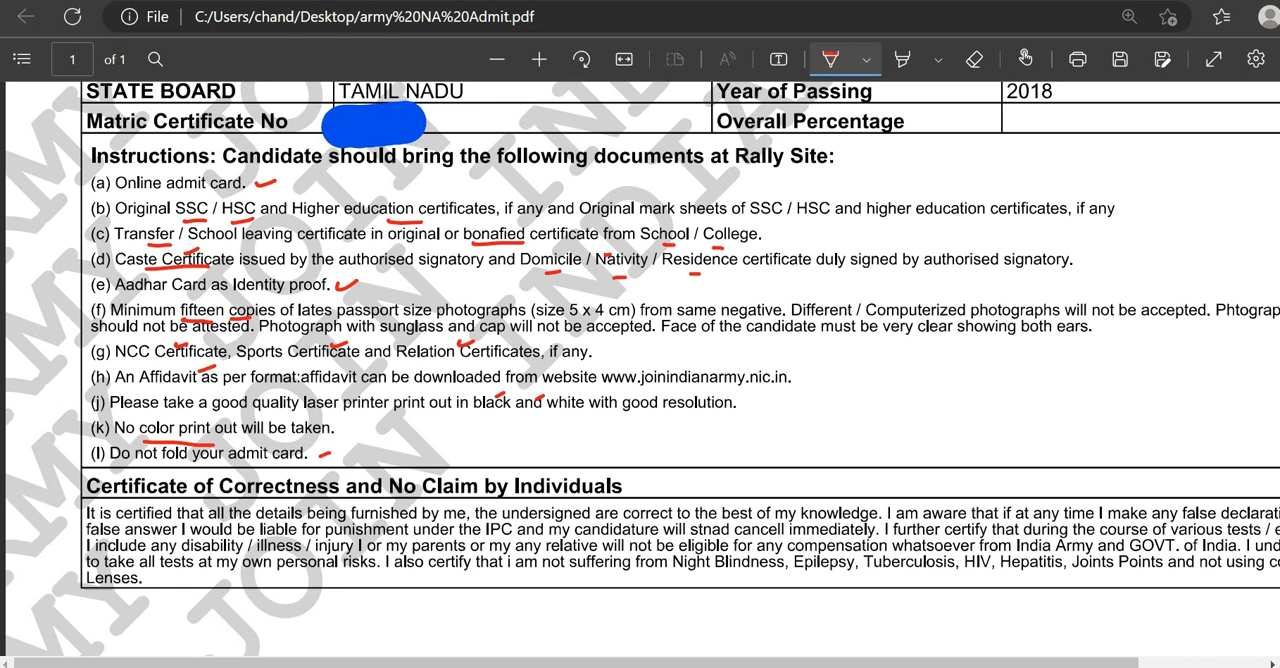 File C:/Users/chand/Desktop/army%20NA%20Admit.pdf
1 of 1
STATE BOARD TAMIL NADU Year of Passing 2018
Matric Certificate No Overall Percentage
Instructions: Candidate should bring the following documents at Rally Site:
(a) Online admit card.
(b) Original SSC / HSC and Higher education certificates, if any and Original mark sheets of SSC / HSC and higher education certificates, if any
(c) Transfer / School leaving certificate in original or bonafied certificate from School / College.
(d) Caste Certificate issued by the authorised signatory and Domicile / Nativity / Residence certificate duly signed by authorised signatory.
(e) Aadhar Card as Identity proof.
(f) Minimum fifteen copies of lates passport size photographs (size 5 x 4 cm) from same negative. Different / Computerized photographs will not be accepted. Phtograp
should not be attested. Photograph with sunglass and cap will not be accepted. Face of the candidate must be very clear showing both ears.
(g) NCC Certificate, Sports Certificate and Relation Certificates, if any.
(h) An Affidavit as per format:affidavit can be downloaded from website www.joinindianarmy.nic.in.
(j) Please take a good quality laser printer print out in black and white with good resolution.
(k) No color print out will be taken.
(l) Do not fold your admit card.
Certificate of Correctness and No Claim by Individuals
It is certified that all the details being furnished by me, the undersigned are correct to the best of my knowledge. I am aware that if at any time I make any false declarati
false answer I would be liable for punishment under the IPC and my candidature will stnad cancell immediately. I further certify that during the course of various tests / e
I include any disability / illness / injury I or my parents or my any relative will not be eligible for any compensation whatsoever from India Army and GOVT. of India. I und
to take all tests at my own personal risks. I also certify that i am not suffering from Night Blindness, Epilepsy, Tuberculosis, HIV, Hepatitis, Joints Points and not using co
Lenses.